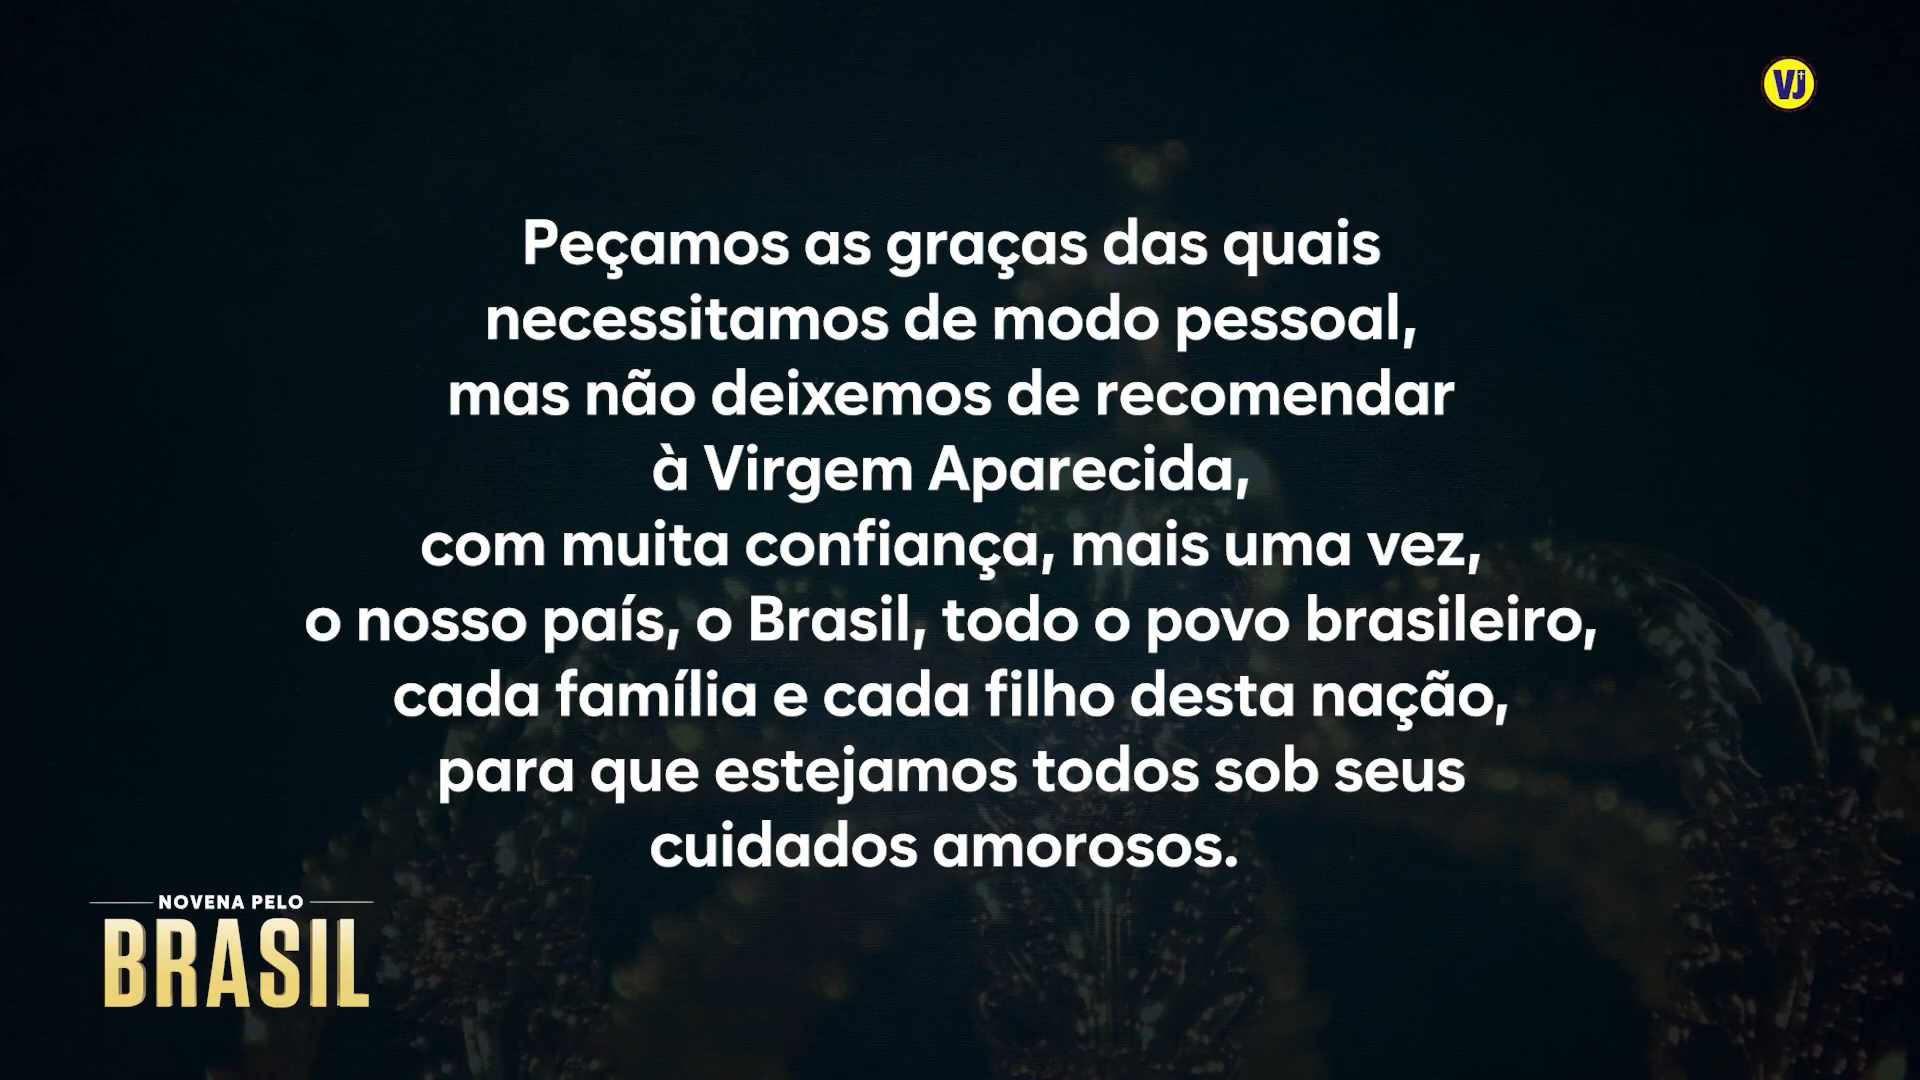 VJ
Peçamos as graças das quais
necessitamos de modo pessoal,
mas não deixemos de recomendar
à Virgem Aparecida,
com muita confiança, mais uma vez,
o nosso país, o Brasil, todo o povo brasileiro,
cada família e cada filho desta nação,
para que estejamos todos sob seus
cuidados amorosos.
NOVENA PELO
BRASIL